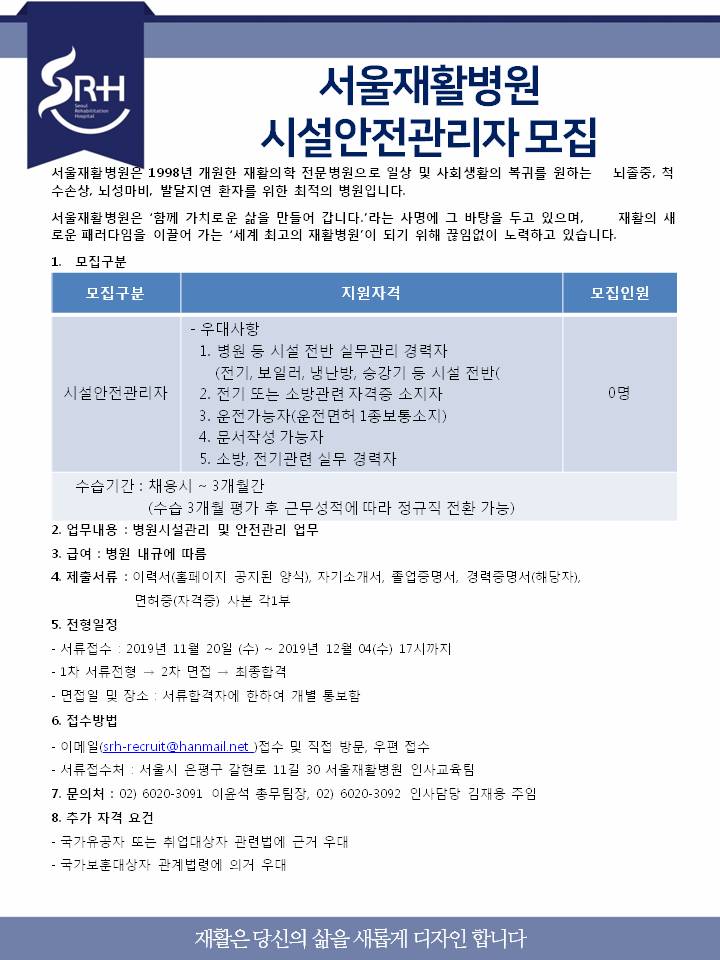 SRH
Seoul
Rehabilitation
Hospital
서울재활병원
시설안전관리자 모집
서울재활병원은 1998년 개원한 재활의학 전문병원으로 일상 및 사회생활의 복귀를 원하는 뇌졸중, 척
수손상, 뇌성마비, 발달지연 환자를 위한 최적의 병원입니다.
서울재활병원은 ‘함께 가치로운 삶을 만들어 갑니다.’라는 사명에 그 바탕을 두고 있으며, 재활의 새
로운 패러다임을 이끌어 가는 ‘세계 최고의 재활병원’이 되기 위해 끊임없이 노력하고 있습니다.
1. 모집구분
모집구분 지원자격 모집인원
- 우대사항
1. 병원 등 시설 전반 실무관리 경력자
(전기, 보일러, 냉난방, 승강기 등 시설 전반(
2. 전기 또는 소방관련 자격증 소지자
시설안전관리자 0명
3. 운전가능자(운전면허 1종보통소지)
4. 문서작성 가능자
5. 소방, 전기관련 실무 경력자
수습기간 : 채용시 ~ 3개월간
(수습 3개월 평가 후 근무성적에 따라 정규직 전환 가능)
2. 업무내용 : 병원시설관리 및 안전관리 업무
3. 급여 : 병원 내규에 따름
4. 제출서류 : 이력서(홈페이지 공지된 양식), 자기소개서, 졸업증명서, 경력증명서(해당자),
면허증(자격증) 사본 각1부
5. 전형일정
- 서류접수 : 2019년 11월 20일 (수) ~ 2019년 12월 04(수) 17시까지
- 1차 서류전형 → 2차 면접 → 최종합격
- 면접일 및 장소 : 서류합격자에 한하여 개별 통보함
6. 접수방법
- 이메일(srh-recruit@hanmail.net )접수 및 직접 방문, 우편 접수
- 서류접수처 : 서울시 은평구 갈현로 11길 30 서울재활병원 인사교육팀
7. 문의처 : 02) 6020-3091 이윤석 총무팀장, 02) 6020-3092 인사담당 김재용 주임
8. 추가 자격 요건
- 국가유공자 또는 취업대상자 관련법에 근거 우대
- 국가보훈대상자 관계법령에 의거 우대
재활은 당신의 삶을 새롭게 디자인 합니다